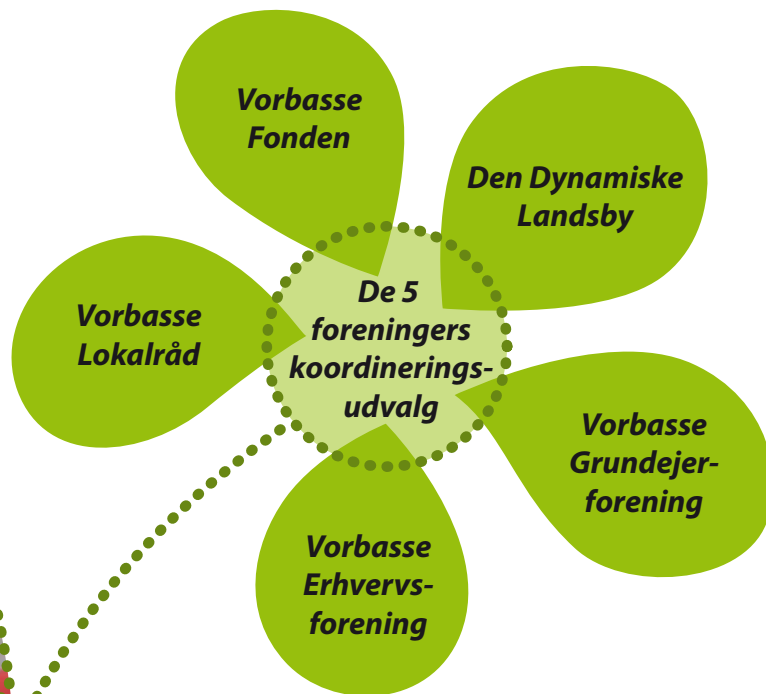 Vorbasse
Fonden
Den Dynamiske
Landsby
Vorbasse
Lokalråd
De 5
foreningers
koordinerings-
udvalg
Vorbasse
Grundejer-
forening
Vorbasse
Erhvervs-
forening